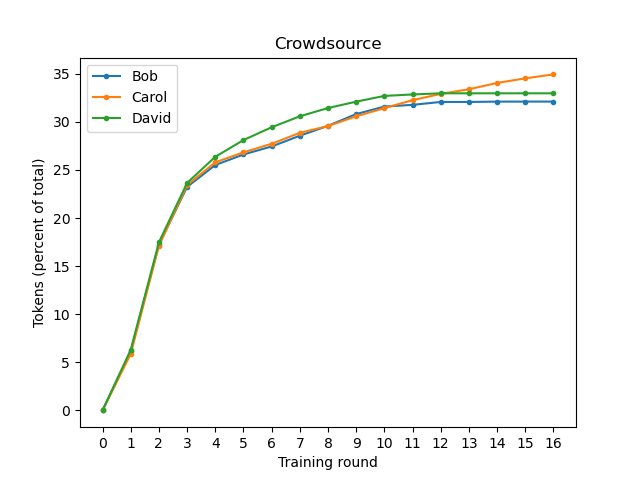 Crowdsource
Bob
Carol
David
Tokens (percent of total)
35
30
25
20
15
10
5
0
0 1 2 3 4 5 6 7 8 9 10 11 12 13 14 15 16
Training round